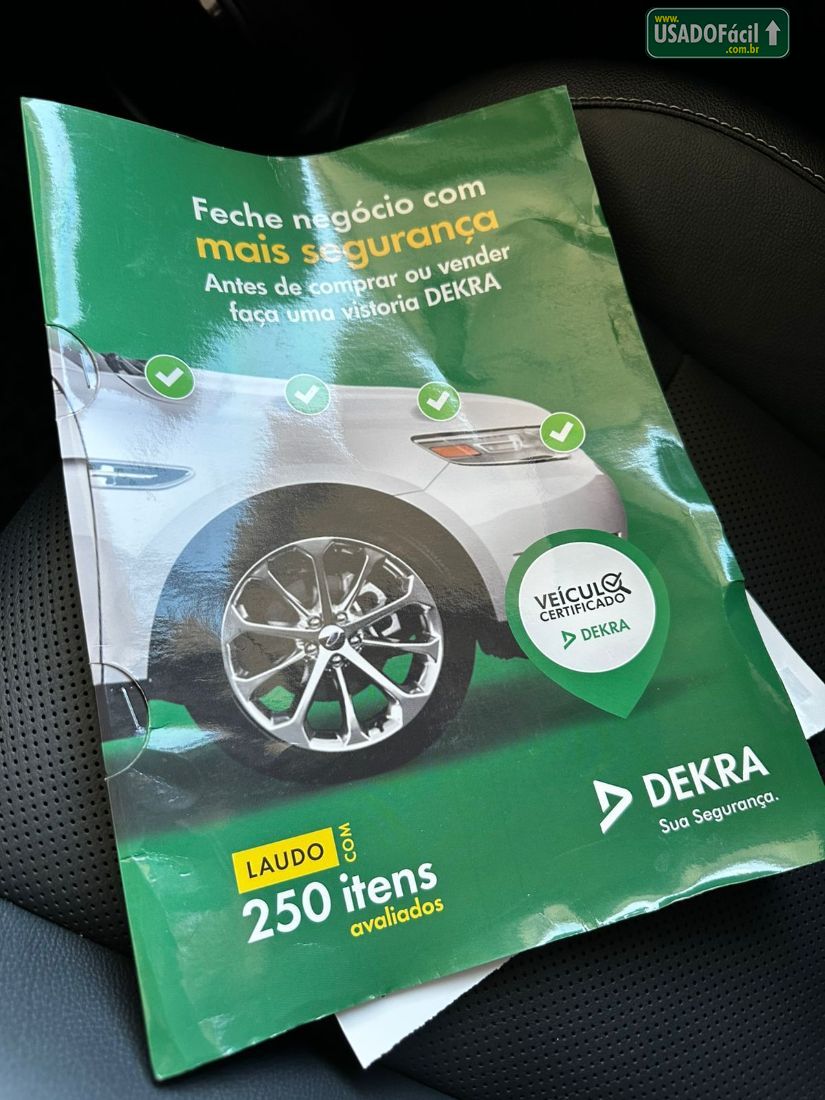 www.
USADOFácil
.com.br
Feche negócio com
mais segurança
Antes de comprar ou vender
faça uma vistoria DEKRA
VEÍCULO
CERTIFICADO
DEKRA
DEKRA
Sua Segurança.
LAUDO COM
250 itens
avaliados